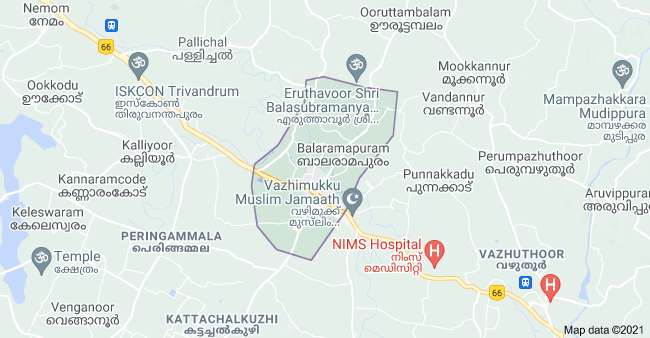 Nemom
നേമം
66
Pallichal
പള്ളിച്ചൽ
Ooruttambalam
ഊരൂട്ടമ്പലം
Mookkannur
മൂക്കന്നൂർ
Ookkodu
ഊക്കോട്
ISKCON Trivandrum
ഇസ്കോൺ
തിരുവനന്തപുരം
Eruthavoor Shri
Balasubramanya...
എരുത്താവൂർ ശ്രീ...
Vandannur
വണ്ടന്നൂർ
Mampazhakkara
Mudippura
മാമ്പഴക്കര
മുടിപ്പുര
Kalliyoor
കല്ലിയൂർ
Balaramapuram
ബാലരാമപുരം
Perumpazhuthoor
പെരുമ്പഴുതൂർ
Kannaramcode
കണ്ണാരംകോട്
Punnakkadu
പുന്നക്കാട്
Vazhimukku
Muslim Jamaath
വഴിമുക്ക്
മുസ്ലിം...
Aruvippuran
അരുവിപ്പുര
Keleswaram
കേലേസ്വരം
PERINGAMMALA
പെരിങ്ങമ്മല
NIMS Hospital
നിംസ്
മെഡിസിറ്റി
H
Temple
ക്ഷേത്രം
VAZHUTHOOR
വഴുതൂർ
66
H
Venganoor
വെങ്ങാനൂർ
KATTACHALKUZHI
കട്ടച്ചൽകുഴി
Map data ©2021